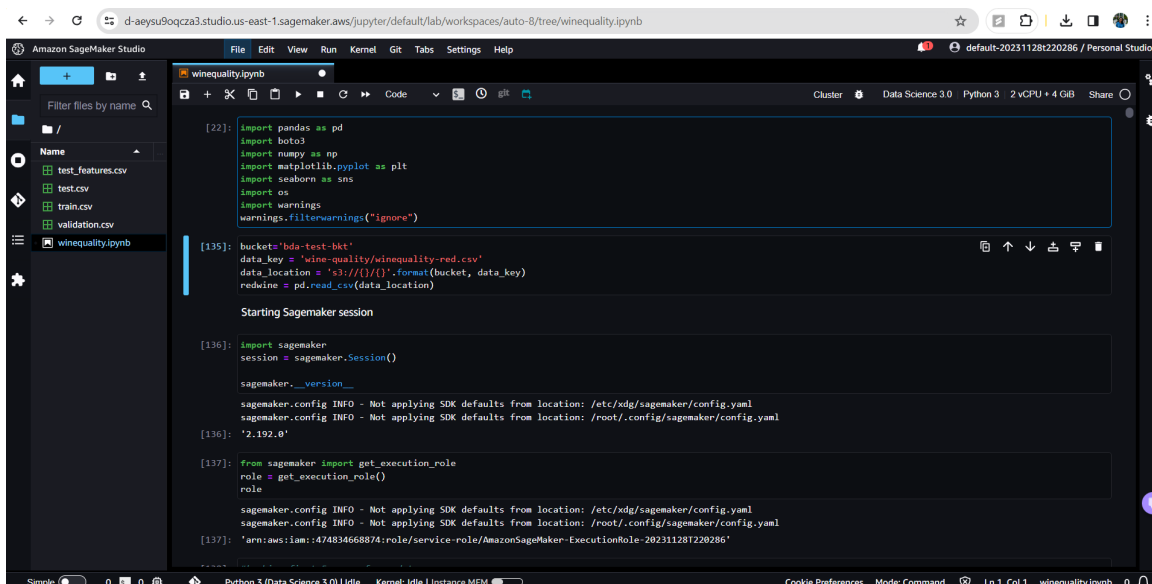 d-aeysu9oqcza3.studio.us-east-1.sagemaker.aws/jupyter/default/lab/workspaces/auto-8/tree/winequality.ipynb
Amazon SageMaker Studio
File Edit View Run Kernel Git Tabs Settings Help
default-20231128t220286 / Personal Studio
winequality.ipynb
Code
git
Cluster
Data Science 3.0 Python 3 2 vCPU + 4 GiB Share
Filter files by name
/
Name
test_features.csv
test.csv
train.csv
validation.csv
winequality.ipynb
[22]: import pandas as pd
import boto3
import numpy as np
import matplotlib.pyplot as plt
import seaborn as sns
import os
import warnings
warnings.filterwarnings("ignore")
[135]: bucket='bda-test-bkt'
data_key = 'wine-quality/winequality-red.csv'
data_location = 's3://{}/{}'.format(bucket, data_key)
redwine = pd.read_csv(data_location)
Starting Sagemaker session
[136]: import sagemaker
session = sagemaker.Session()
sagemaker.__version__
sagemaker.config INFO - Not applying SDK defaults from location: /etc/xdg/sagemaker/config.yaml
sagemaker.config INFO - Not applying SDK defaults from location: /root/.config/sagemaker/config.yaml
[136]: '2.192.0'
[137]: from sagemaker import get_execution_role
role = get_execution_role()
role
sagemaker.config INFO - Not applying SDK defaults from location: /etc/xdg/sagemaker/config.yaml
sagemaker.config INFO - Not applying SDK defaults from location: /root/.config/sagemaker/config.yaml
[137]: 'arn:aws:iam::474834668874:role/service-role/AmazonSageMaker-ExecutionRole-20231128T220286'
Simple 0 0 Python 3 (Data Science 3.0) | Idle Kernel: Idle | Instance MEM Cookie Preferences Mode: Command Ln 1, Col 1 winequality.ipynb 0